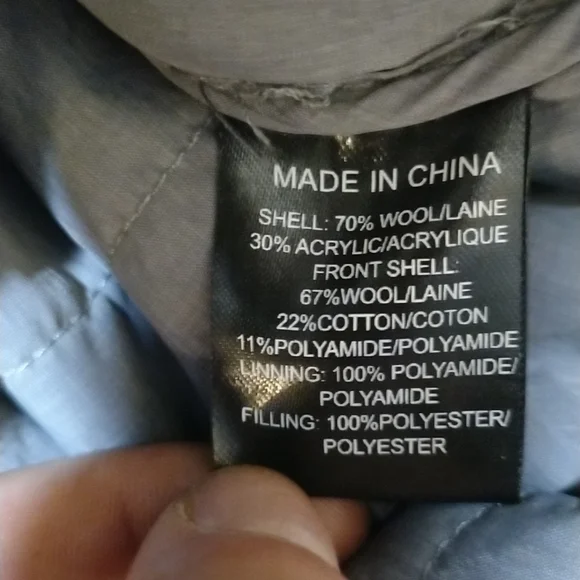 MADE IN CHINA
SHELL: 70% WOOL/LAINE
30% ACRYLIC/ACRYLIQUE
FRONT SHELL:
67%WOOL/LAINE
22%COTTON/COTON
11%POLYAMIDE/POLYAMIDE
LINNING: 100% POLYAMIDE/
POLYAMIDE
FILLING: 100%POLYESTER/
POLYESTER